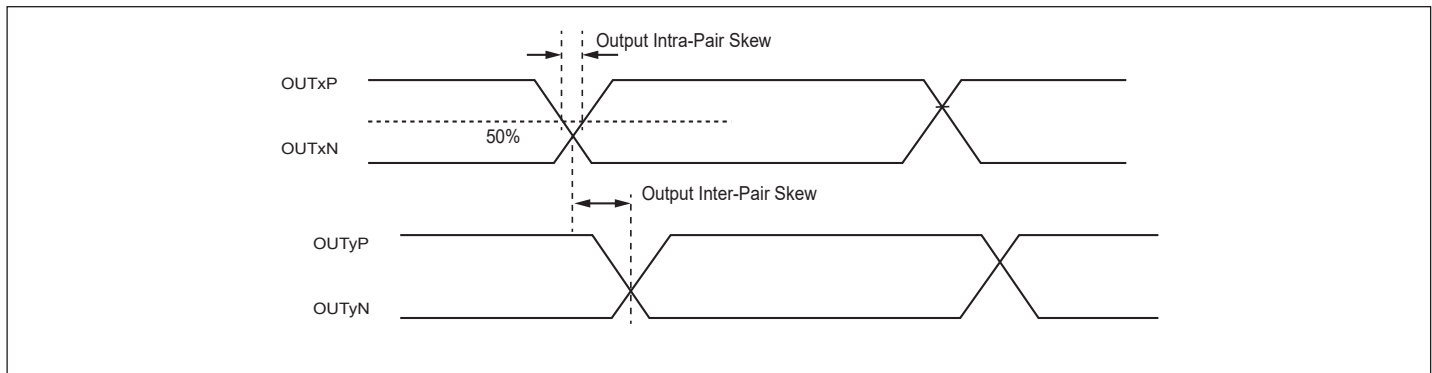 Output Intra-Pair Skew
OUTxP
50%
OUTxN
Output Inter-Pair Skew
OUTyP
OUTyN